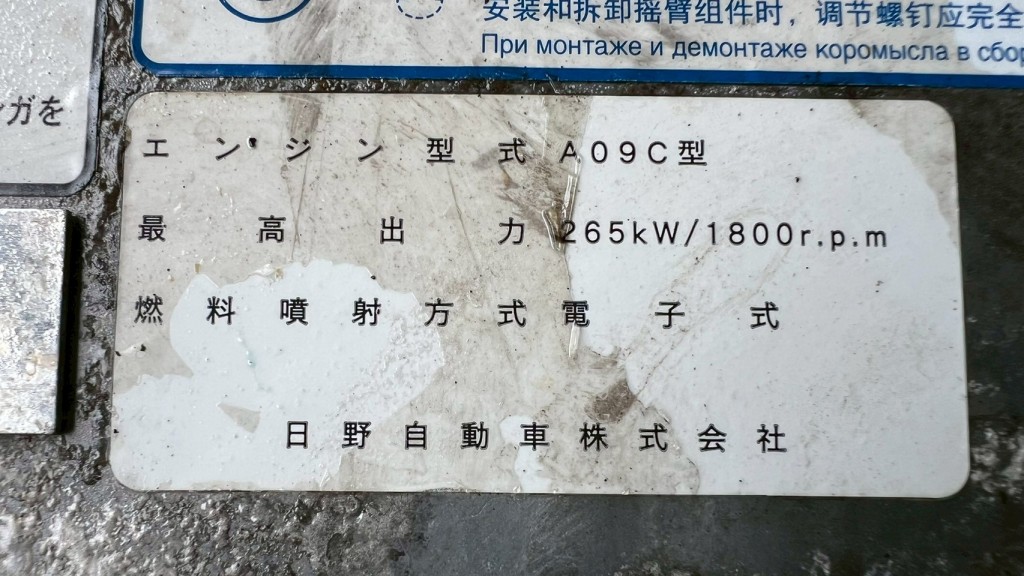 安装和拆卸摇臂组件时，调节螺钉应完全
При монтаже и демонтаже коромысла в сбор
ガを
エンジン型式 A09C型
最高出力 265kW/1800r.p.m
燃料噴射方式 電子式
日野自動車株式会社